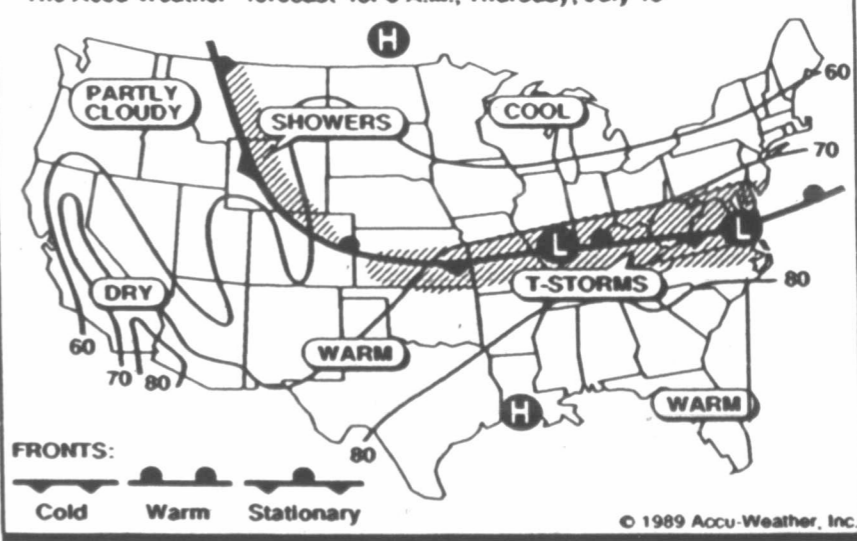 H
60
PARTLY
CLOUDY
SHOWERS
COOL
70
L
L
T-STORMS
80
DRY
60
70
80
WARM
H
WARM
80
FRONTS:
Cold
Warm
Stationary
© 1989 Accu-Weather, Inc.